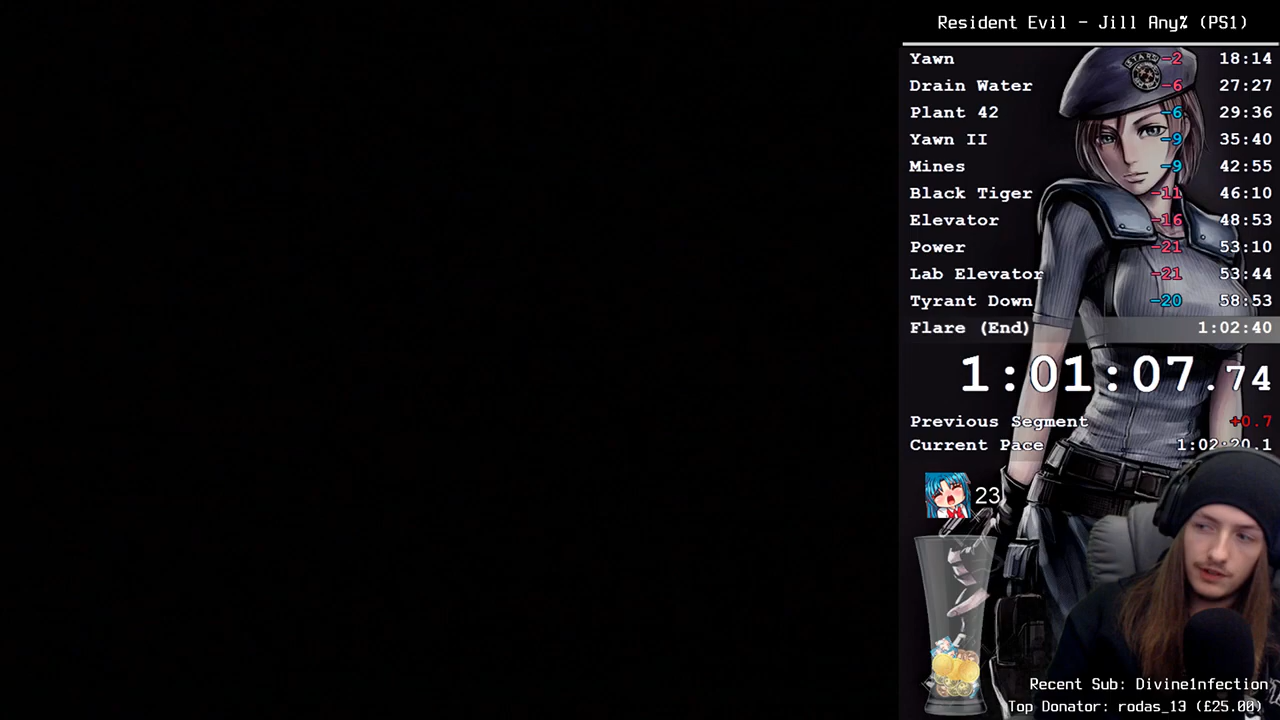 Resident Evil - Jill Any% (PS1)
Yawn -2 18:14
Drain Water -6 27:27
Plant 42 -6 29:36
Yawn II -9 35:40
Mines -9 42:55
Black Tiger -11 46:10
Elevator -16 48:53
Power -21 53:10
Lab Elevator -21 53:44
Tyrant Down -20 58:53
Flare (End) 1:02:40
1:01:07.74
Previous Segment +0.7
Current Pace 1:02:20.1
23
Recent Sub: Divine1nfection
Top Donator: rodas_13 (£25.00)